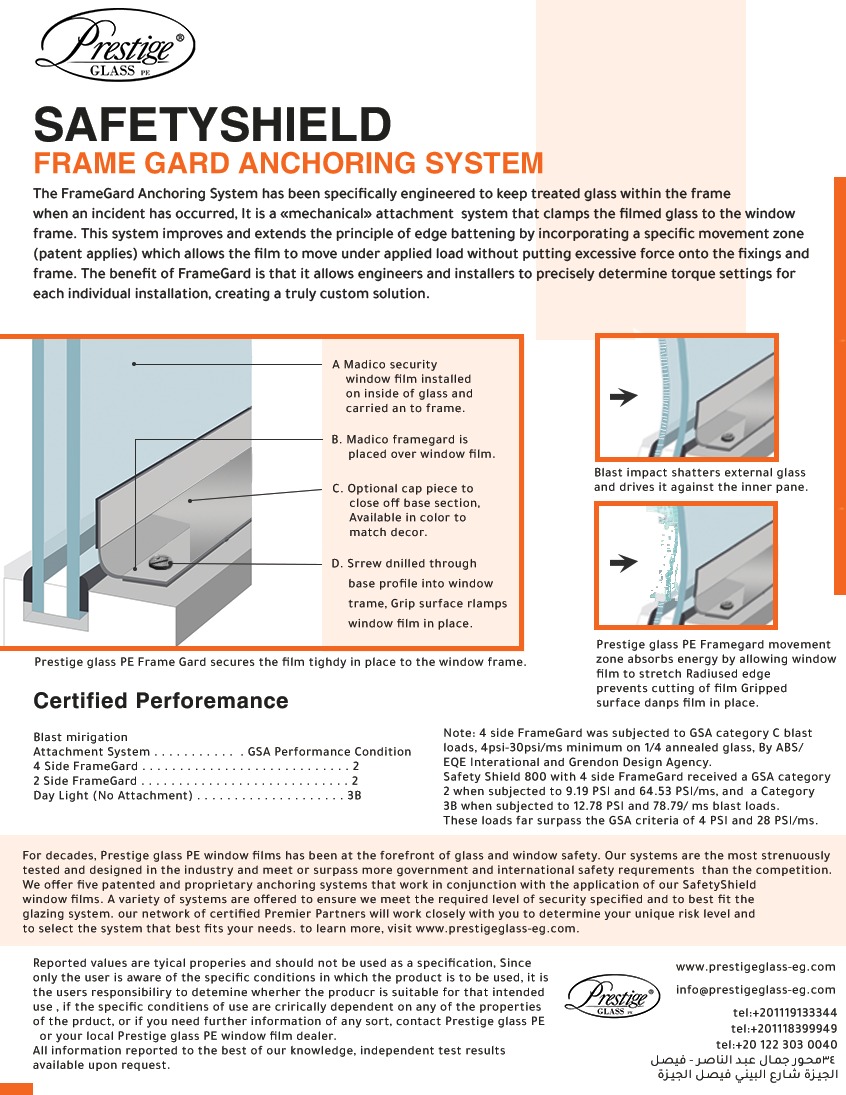 Prestige®
GLASS PE
SAFETYSHIELD
FRAME GARD ANCHORING SYSTEM
The FrameGard Anchoring System has been specifically engineered to keep treated glass within the frame
when an incident has occurred, It is a «mechanical» attachment system that clamps the filmed glass to the window
frame. This system improves and extends the principle of edge battening by incorporating a specific movement zone
(patent applies) which allows the film to move under applied load without putting excessive force onto the fixings and
frame. The benefit of FrameGard is that it allows engineers and installers to precisely determine torque settings for
each individual installation, creating a truly custom solution.
A Madico security
window film installed
on inside of glass and
carried an to frame.
B. Madico framegard is
placed over window film.
C. Optional cap piece to
close off base section,
Available in color to
match decor.
D. Srrew dnilled through
base profile into window
trame, Grip surface rlamps
window film in place.
Prestige glass PE Frame Gard secures the film tighdy in place to the window frame.
Blast impact shatters external glass
and drives it against the inner pane.
Prestige glass PE Framegard movement
zone absorbs energy by allowing window
film to stretch Radiused edge
prevents cutting of film Gripped
surface danps film in place.
Certified Perforemance
Blast mirigation
Attachment System . . . . . . . . . . . . GSA Performance Condition
4 Side FrameGard . . . . . . . . . . . . . . . . . . . . . . . . . . . 2
2 Side FrameGard . . . . . . . . . . . . . . . . . . . . . . . . . . . 2
Day Light (No Attachment) . . . . . . . . . . . . . . . . . . . . 3B
Note: 4 side FrameGard was subjected to GSA category C blast
loads, 4psi-30psi/ms minimum on 1/4 annealed glass, By ABS/
EQE Interational and Grendon Design Agency.
Safety Shield 800 with 4 side FrameGard received a GSA category
2 when subjected to 9.19 PSI and 64.53 PSI/ms, and a Category
3B when subjected to 12.78 PSI and 78.79/ ms blast loads.
These loads far surpass the GSA criteria of 4 PSI and 28 PSI/ms.
For decades, Prestige glass PE window films has been at the forefront of glass and window safety. Our systems are the most strenuously
tested and designed in the industry and meet or surpass more government and international safety requrements than the competition.
We offer five patented and proprietary anchoring systems that work in conjunction with the application of our SafetyShield
window films. A variety of systems are offered to ensure we meet the required level of security specified and to best fit the
glazing system. our network of certified Premier Partners will work closely with you to determine your unique risk level and
to select the system that best fits your needs. to learn more, visit www.prestigeglass-eg.com.
Reported values are tyical properies and should not be used as a specification, Since
only the user is aware of the specific conditions in which the product is to be used, it is
the users responsibiliry to detemine wherher the producr is suitable for that intended
use , if the specific conditiens of use are crirically dependent on any of the properties
of the prduct, or if you need further information of any sort, contact Prestige glass PE
or your local Prestige glass PE window film dealer.
All information reported to the best of our knowledge, independent test results
available upon request.
Prestige®
GLASS PE
www.prestigeglass-eg.com
info@prestigeglass-eg.com
tel:+201119133344
tel:+201118399949
tel:+20 122 303 0040
٣٤محور جمال عبد الناصر - فيصل
الجيزة شارع البيني فيصل الجيزة